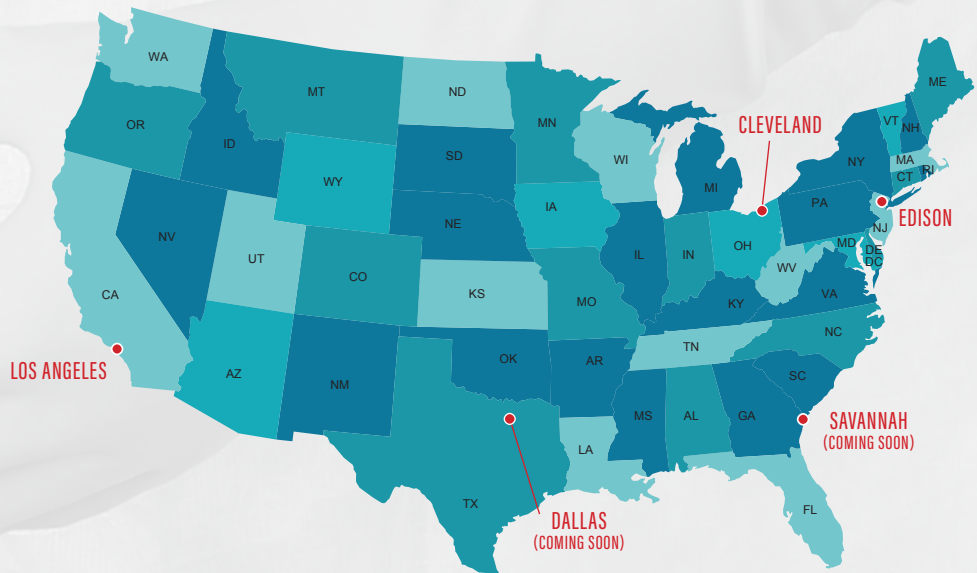 WA
MT
ND
MN
ME
OR
ID
SD
WI
MI
CLEVELAND
VT
NH
NY
MA
CT
RI
WY
IA
NE
PA
EDISON
NJ
NV
UT
CO
KS
MO
IL
IN
OH
WV
MD
DE
DC
VA
KY
CA
LOS ANGELES
AZ
NM
OK
AR
TN
NC
SC
MS
AL
GA
SAVANNAH
(COMING SOON)
LA
TX
FL
DALLAS
(COMING SOON)